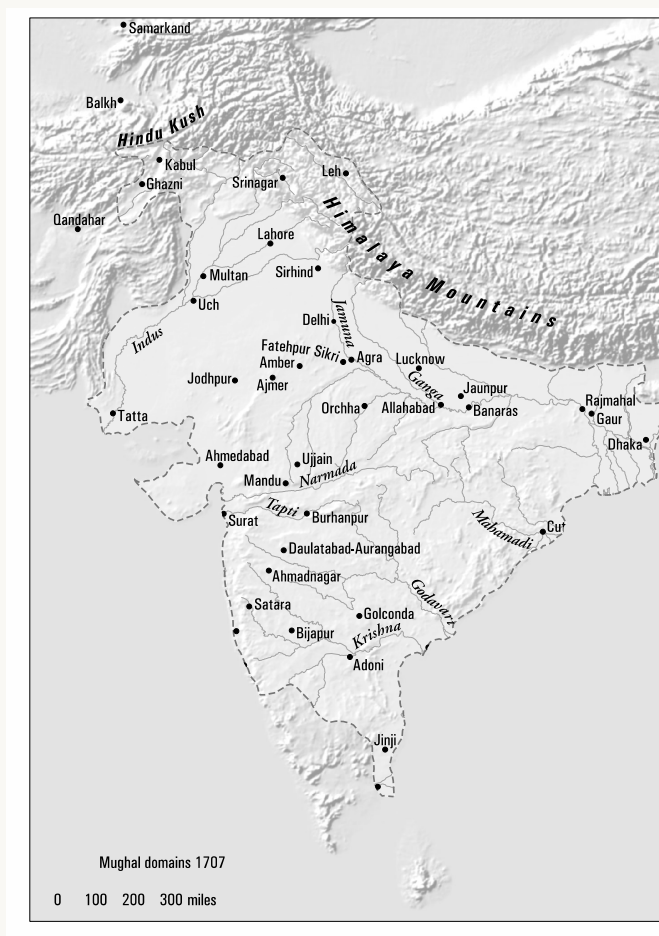 Samarkand
Balkh
Hindu Kush
Kabul
Ghazni
Srinagar
Leh
Qandahar
Himalaya Mountains
Lahore
Multan
Sirhind
Uch
Indus
Delhi
Jamuna
Fatehpur Sikri
Agra
Lucknow
Amber
Ganga
Jodhpur
Ajmer
Jaunpur
Orchha
Allahabad
Banaras
Rajmahal
Gaur
Tatta
Dhaka
Ahmedabad
Ujjain
Mandu
Narmada
Surat
Tapti
Burhanpur
Mahamadi
Cut
Daulatabad-Aurangabad
Ahmadnagar
Godavari
Satara
Golconda
Bijapur
Krishna
Adoni
Jinji
Mughal domains 1707
0 100 200 300 miles